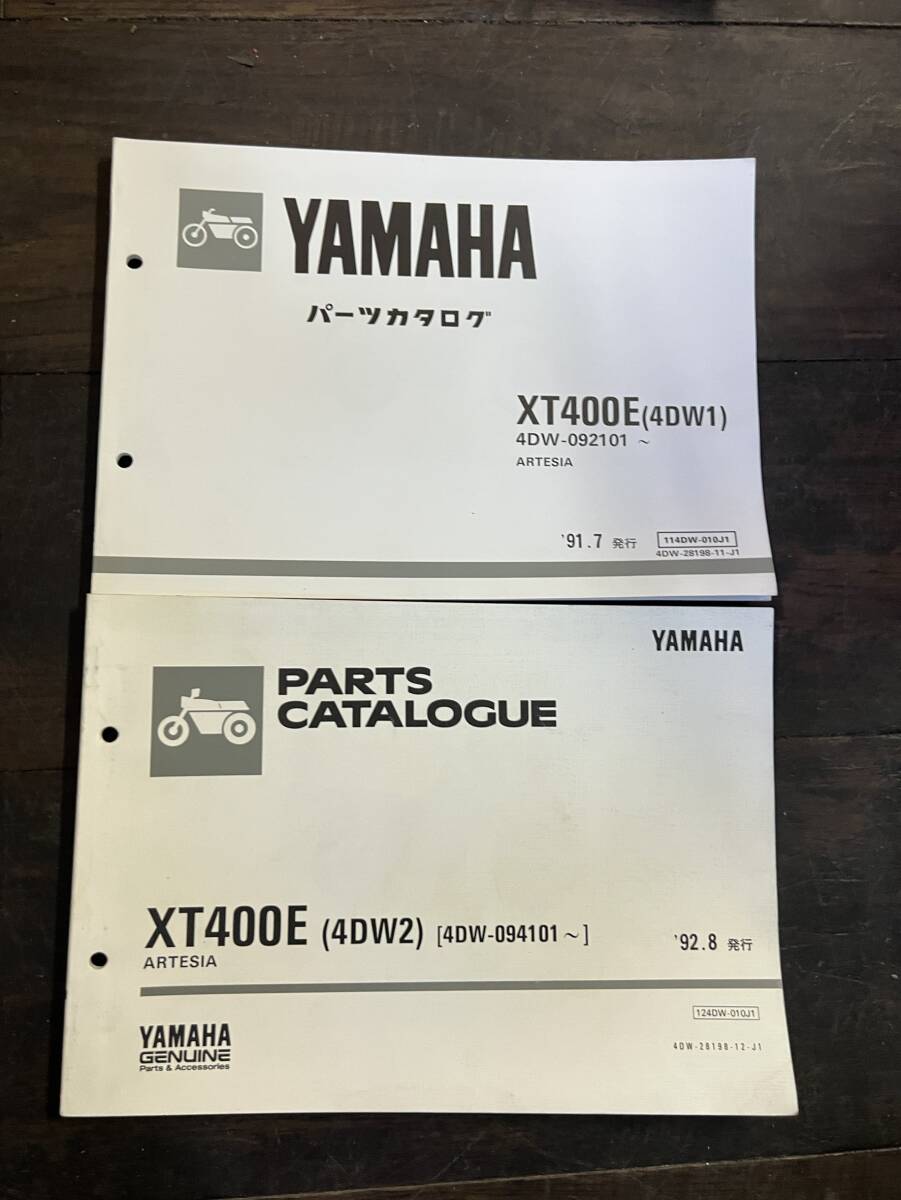 YAMAHA
パーツカタログ
XT400E(4DW1)
4DW-092101 ~
ARTESIA
'91.7 発行
114DW-010J1
4DW-28198-11-J1
YAMAHA
PARTS
CATALOGUE
XT400E (4DW2) [4DW-094101~]
ARTESIA
'92.8 発行
124DW-010J1
4DW-28198-12-J1
YAMAHA
GENUINE
Parts & Accessories